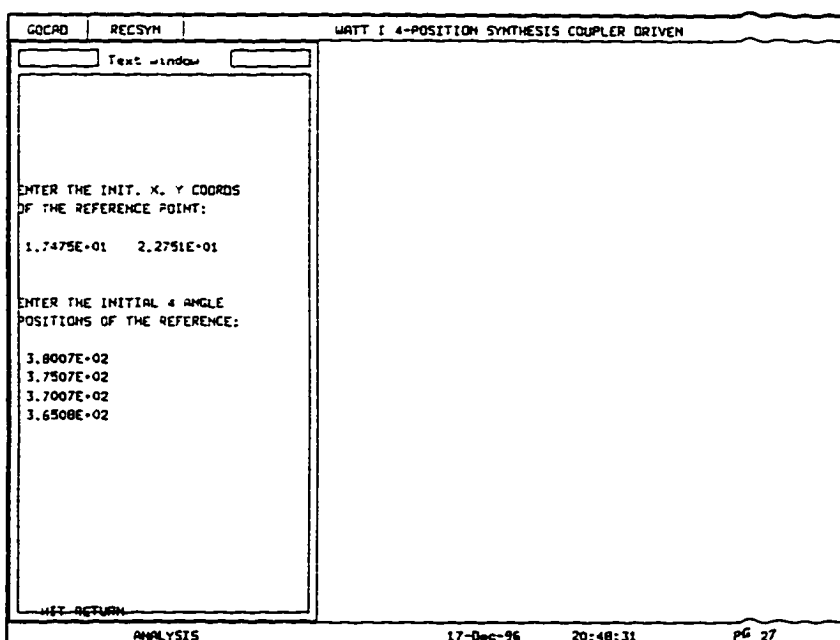 GQCAD RECSYN WATT I 4-POSITION SYNTHESIS COUPLER DRIVEN
Text window
ENTER THE INIT. X, Y COORDS
OF THE REFERENCE POINT:
1.7475E+01 2.2751E+01
ENTER THE INITIAL 4 ANGLE
POSITIONS OF THE REFERENCE:
3.8007E+02
3.7507E+02
3.7007E+02
3.6508E+02
HIT RETURN
ANALYSIS 17-Dec-96 20:48:31 PG 27